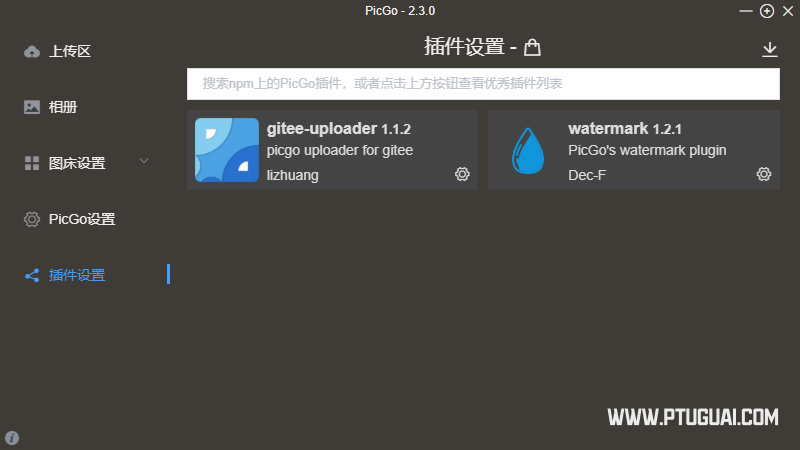 PicGo - 2.3.0
上传区
相册
图床设置
PicGo设置
插件设置
插件设置 -
搜索npm上的PicGo插件，或者点击上方按钮查看优秀插件列表
gitee-uploader 1.1.2
picgo uploader for gitee
lizhuang
watermark 1.2.1
PicGo's watermark plugin
Dec-F
WWW.PTUGUAI.COM